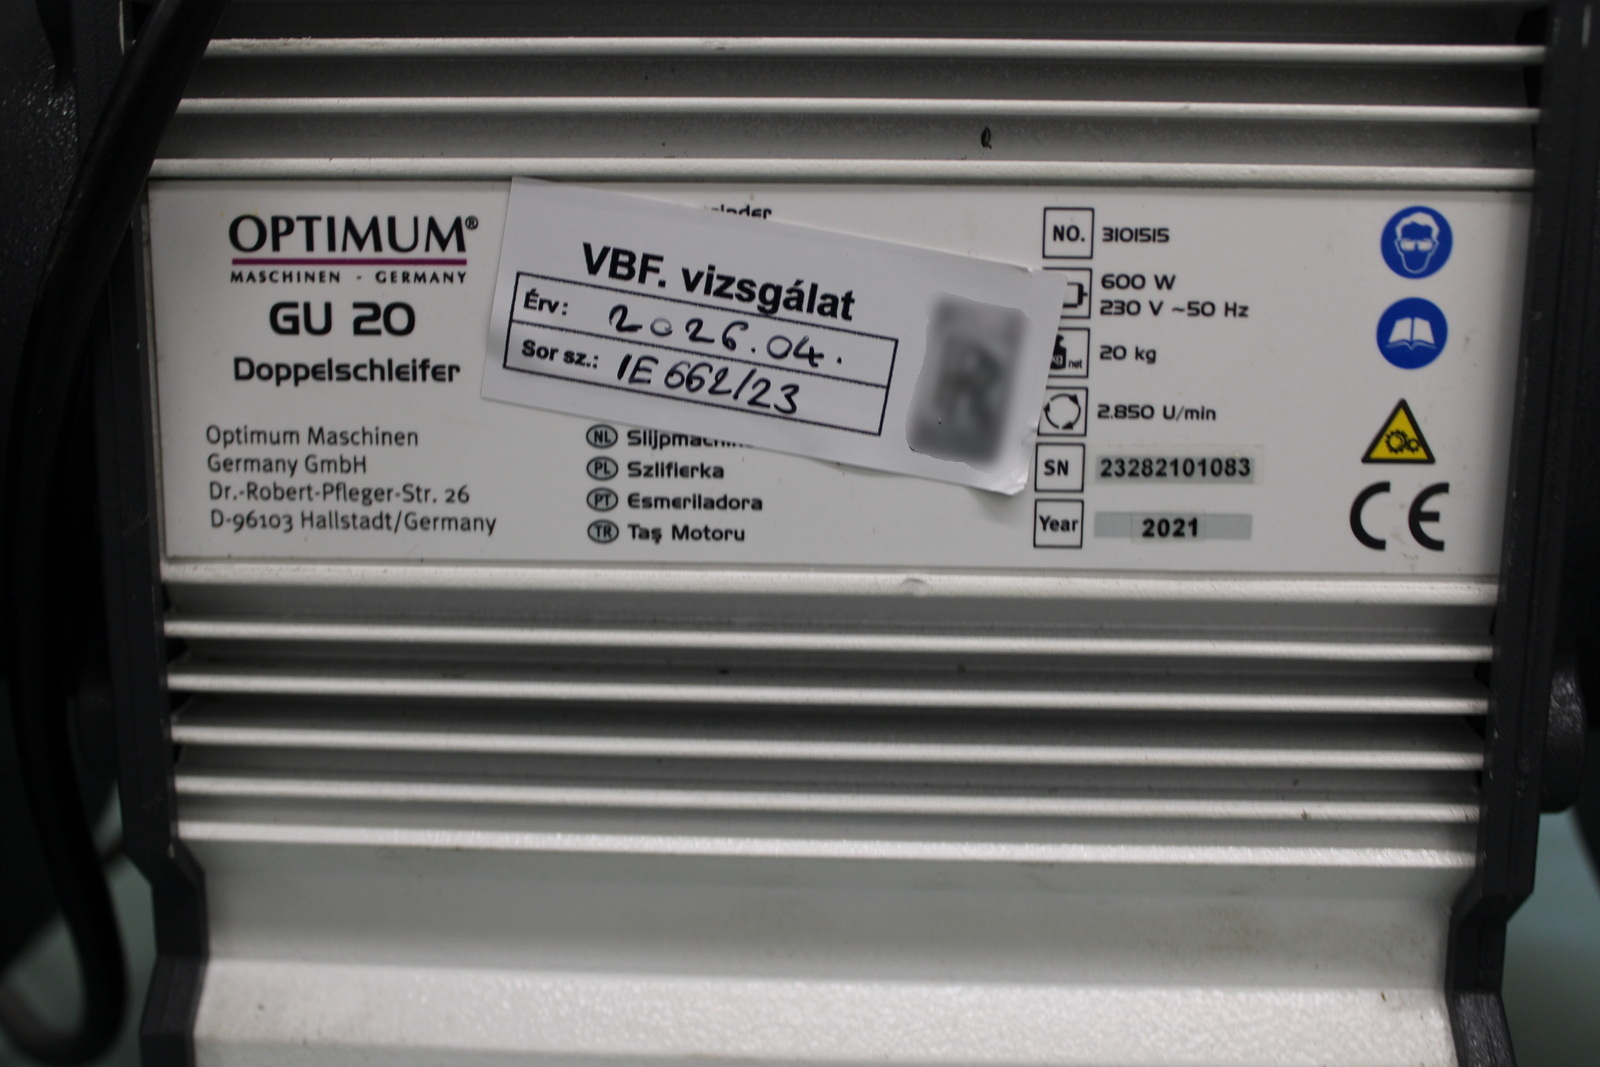 OPTIMUM®
MASCHINEN - GERMANY
GU 20
Doppelschleifer
Optimum Maschinen
Germany GmbH
Dr.-Robert-Pfleger-Str. 26
D-96103 Hallstadt/Germany
VBF. vizsgálat
Érv: 2026.04.
Sor sz.: IE 662/23
NL
PL Szlifierka
PT Esmeriladora
TR Taş Motoru
NO. 3101515
600 W
230 V ~50 Hz
net 20 kg
2.850 U/min
SN 23282101083
Year 2021
CE